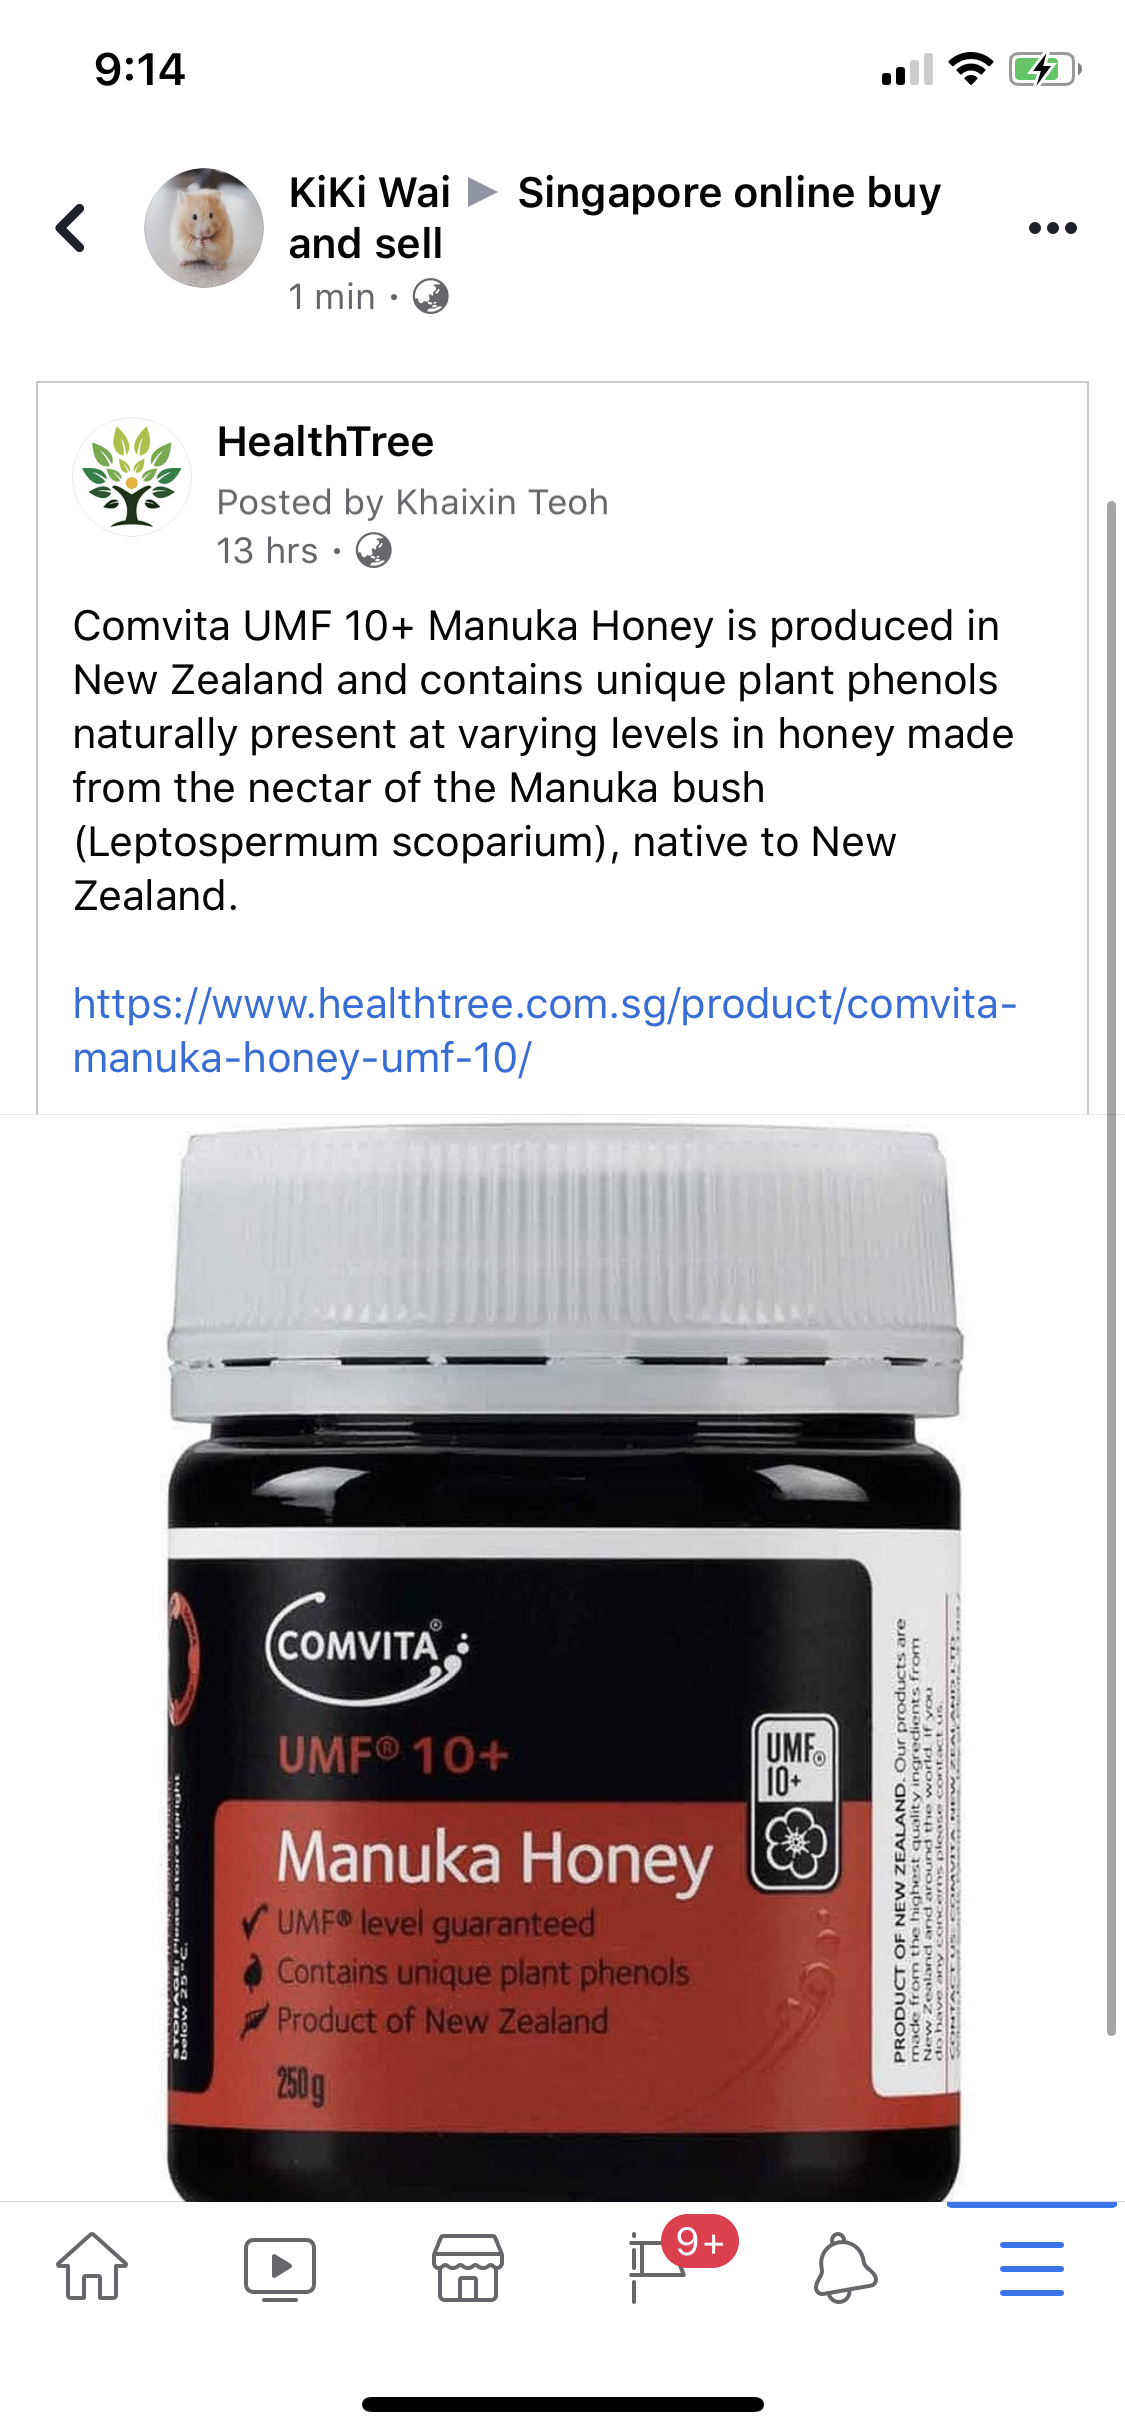 9:14
KiKi Wai ▶ Singapore online buy
and sell
1 min ·
HealthTree
Posted by Khaixin Teoh
13 hrs ·
Comvita UMF 10+ Manuka Honey is produced in
New Zealand and contains unique plant phenols
naturally present at varying levels in honey made
from the nectar of the Manuka bush
(Leptospermum scoparium), native to New
Zealand.
https://www.healthtree.com.sg/product/comvita-
manuka-honey-umf-10/
COMVITA®
UMF® 10+
UMF®
10+
Manuka Honey
UMF® level guaranteed
Contains unique plant phenols
Product of New Zealand
250g
STORAGE: Please store upright
below 25°C.
PRODUCT OF NEW ZEALAND. Our products are
made from the highest quality ingredients from
New Zealand and around the world. If you
do have any concerns please contact us.
CONTACT US: COMVITA NEW ZEALAND LTD
9+